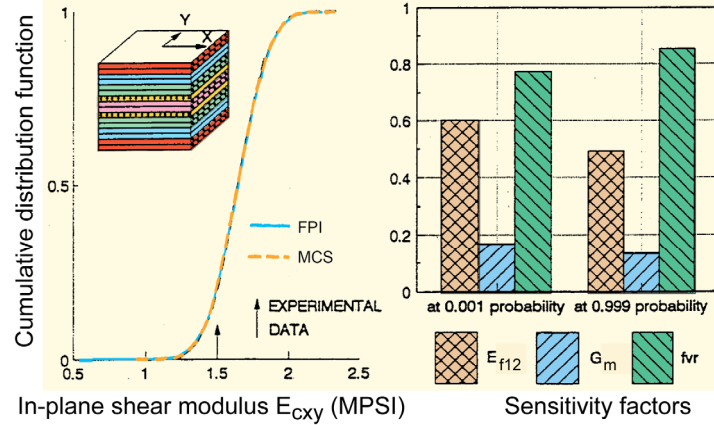 Cumulative distribution function
1
0.5
0
0.5
1.0
1.5
2.0
2.5
Y
X
FPI
MCS
EXPERIMENTAL
DATA
In-plane shear modulus Ecxy (MPSI)
1
0.8
0.6
0.4
0.2
0
at 0.001 probability
at 0.999 probability
Ef12
Gm
fvr
Sensitivity factors